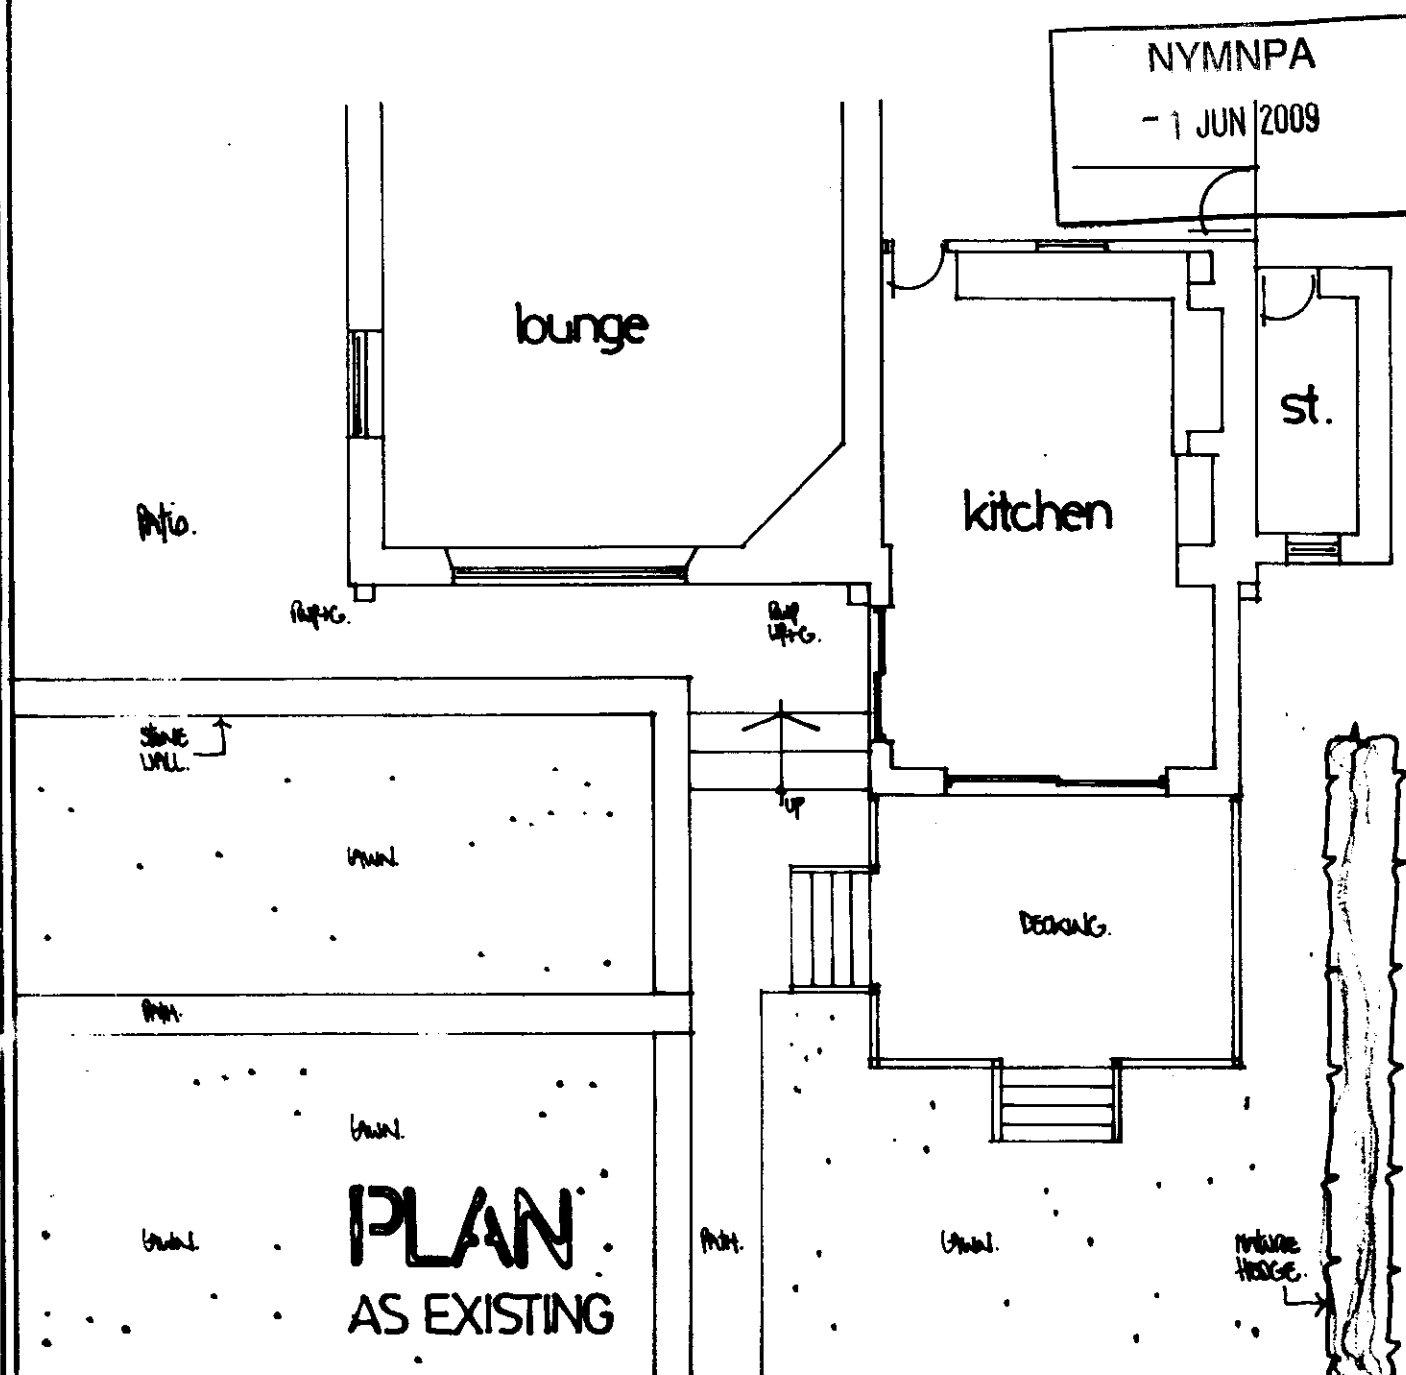 NYMNPA
- 1 JUN 2009
lounge
st.
kitchen
PATIO.
RWP+G.
RWP
UP+G.
STONE
WALL.
UP
LAWN.
DECKING.
PATH.
LAWN.
PLAN
AS EXISTING
LAWN.
PATH.
LAWN.
MATURE
HEDGE.